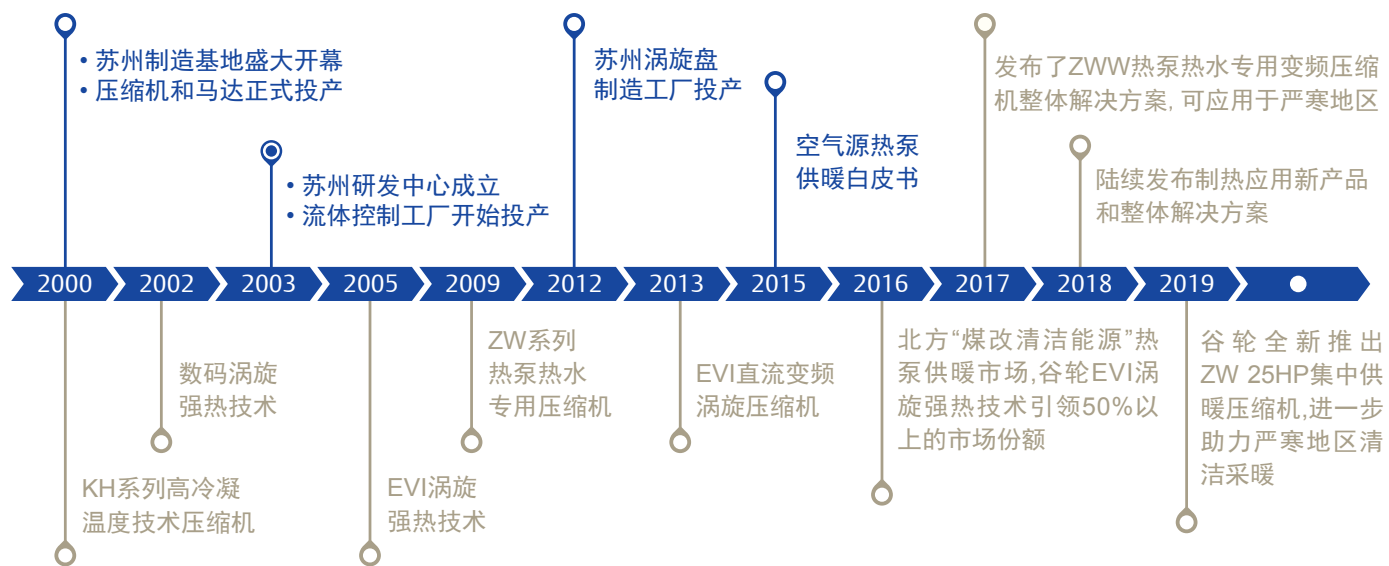 • 苏州制造基地盛大开幕
• 压缩机和马达正式投产
苏州涡旋盘
制造工厂投产
发布了ZWW热泵热水专用变频压缩
机整体解决方案, 可应用于严寒地区
空气源热泵
供暖白皮书
• 苏州研发中心成立
• 流体控制工厂开始投产
陆续发布制热应用新产品
和整体解决方案
2000 2002 2003 2005 2009 2012 2013 2015 2016 2017 2018 2019
KH系列高冷凝
温度技术压缩机
数码涡旋
强热技术
EVI涡旋
强热技术
ZW系列
热泵热水
专用压缩机
EVI直流变频
涡旋压缩机
北方“煤改清洁能源”热
泵供暖市场,谷轮EVI涡
旋强热技术引领50%以
上的市场份额
谷轮全新推出
ZW 25HP集中供
暖压缩机,进一步
助力严寒地区清
洁采暖